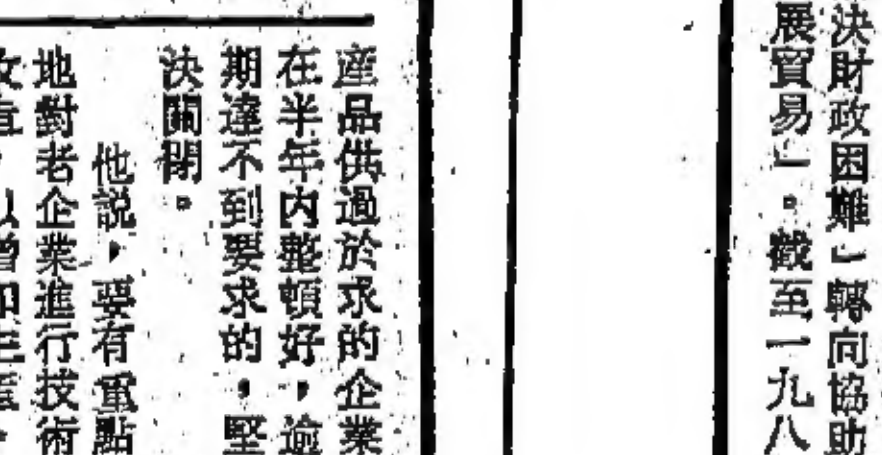 決財政困難」轉向協助
展貿易」。截至一九八
產品供過於求的企業
在半年內整頓好，逾
期達不到要求的，堅
決關閉。
他説，要有重點
地對老企業進行技術